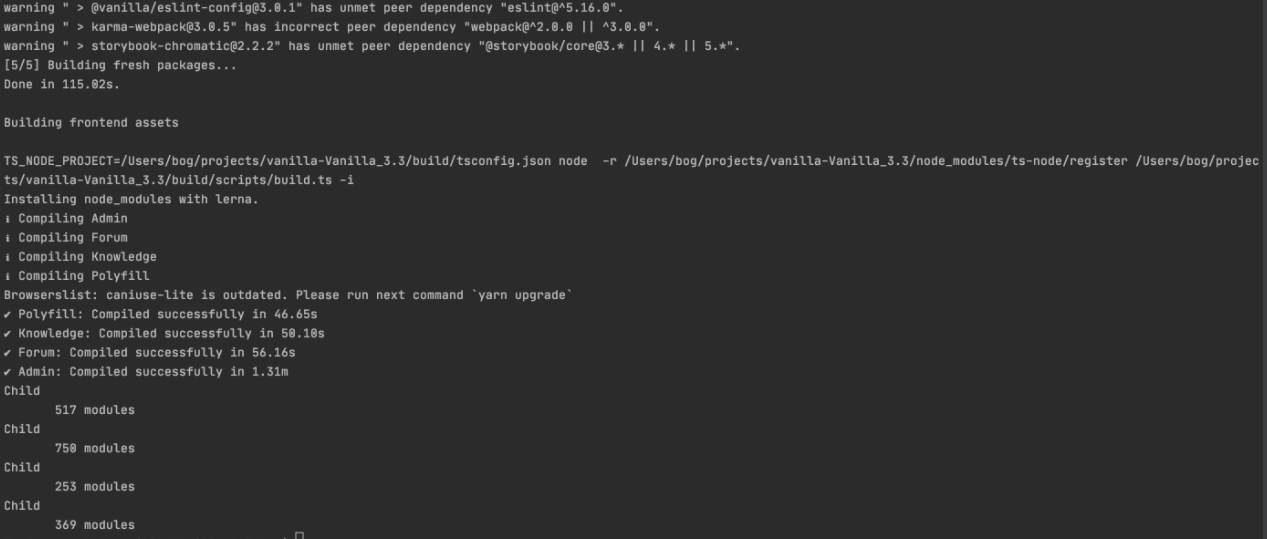 warning " > @vanilla/eslint-config@3.0.1" has unmet peer dependency "eslint@^5.16.0".
warning " > karma-webpack@3.0.5" has incorrect peer dependency "webpack@^2.0.0 || ^3.0.0".
warning " > storybook-chromatic@2.2.2" has unmet peer dependency "@storybook/core@3.* || 4.* || 5.*".
[5/5] Building fresh packages...
Done in 115.02s.
Building frontend assets
TS_NODE_PROJECT=/Users/bog/projects/vanilla-Vanilla_3.3/build/tsconfig.json node  -r /Users/bog/projects/vanilla-Vanilla_3.3/node_modules/ts-node/register /Users/bog/projec
ts/vanilla-Vanilla_3.3/build/scripts/build.ts -i
Installing node_modules with lerna.
ℹ Compiling Admin
ℹ Compiling Forum
ℹ Compiling Knowledge
ℹ Compiling Polyfill
Browserslist: caniuse-lite is outdated. Please run next command `yarn upgrade`
✔ Polyfill: Compiled successfully in 46.65s
✔ Knowledge: Compiled successfully in 50.10s
✔ Forum: Compiled successfully in 56.16s
✔ Admin: Compiled successfully in 1.31m
Child
517 modules
Child
750 modules
Child
253 modules
Child
369 modules